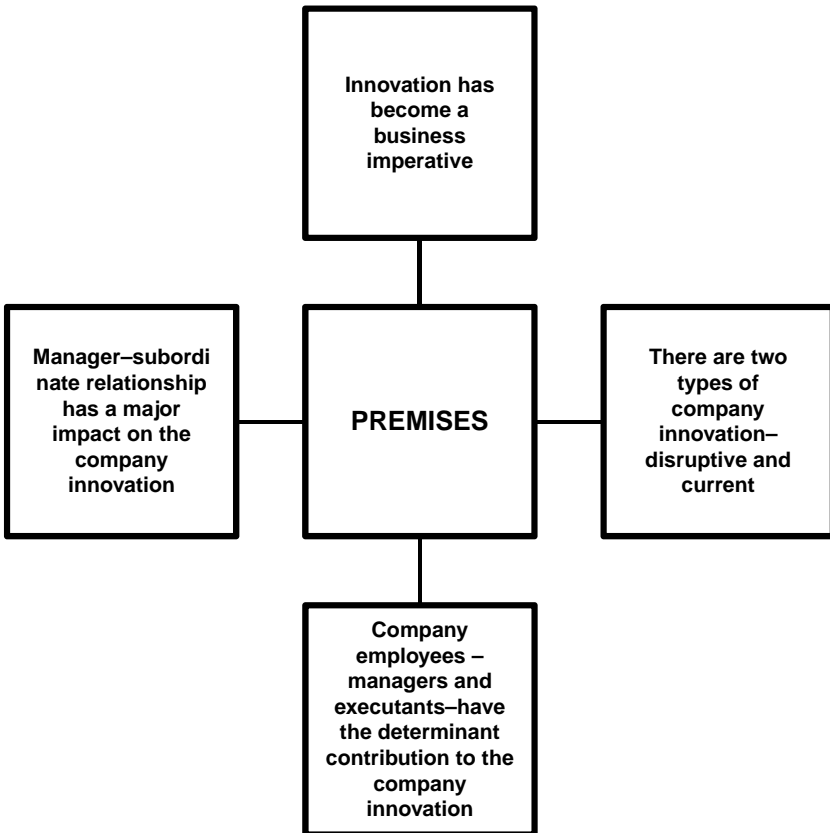 Innovation has
become a
business
imperative
Manager–subordi
nate relationship
has a major
impact on the
company
innovation
PREMISES
There are two
types of
company
innovation–
disruptive and
current
Company
employees –
managers and
executants–have
the determinant
contribution to the
company
innovation